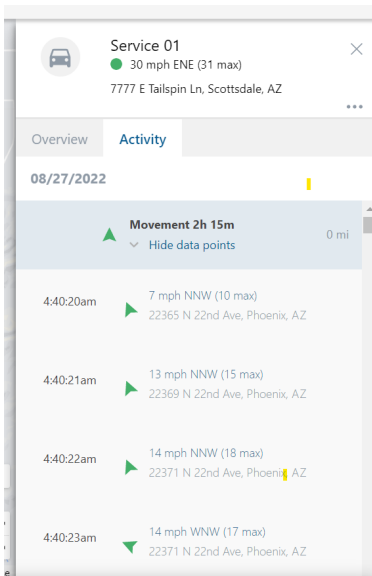 Service 01
30 mph ENE (31 max)
7777 E Tailspin Ln, Scottsdale, AZ
Overview
Activity
08/27/2022
Movement 2h 15m
Hide data points
0 mi
4:40:20am
7 mph NNW (10 max)
22365 N 22nd Ave, Phoenix, AZ
4:40:21am
13 mph NNW (15 max)
22369 N 22nd Ave, Phoenix, AZ
4:40:22am
14 mph NNW (18 max)
22371 N 22nd Ave, Phoenix, AZ
4:40:23am
14 mph WNW (17 max)
22371 N 22nd Ave, Phoenix, AZ